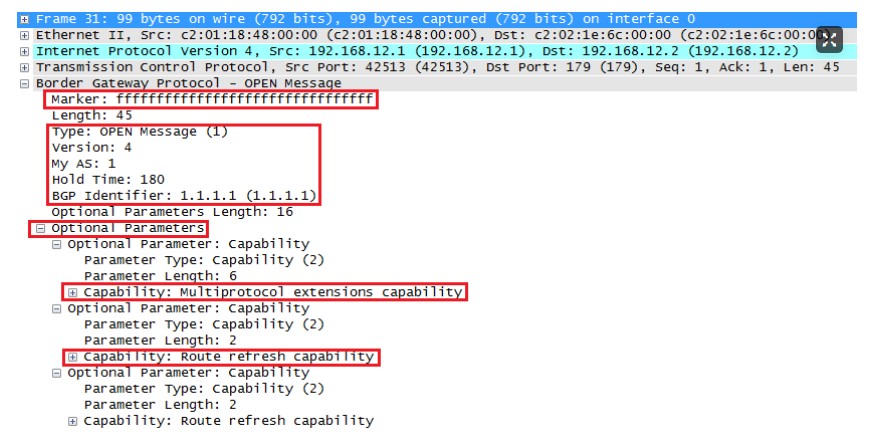 Frame 31: 99 bytes on wire (792 bits), 99 bytes captured (792 bits) on interface 0
Ethernet II, Src: c2:01:18:48:00:00 (c2:01:18:48:00:00), Dst: c2:02:1e:6c:00:00 (c2:02:1e:6c:00:00)
Internet Protocol Version 4, Src: 192.168.12.1 (192.168.12.1), Dst: 192.168.12.2 (192.168.12.2)
Transmission Control Protocol, Src Port: 42513 (42513), Dst Port: 179 (179), Seq: 1, Ack: 1, Len: 45
Border Gateway Protocol - OPEN Message
Marker: ffffffffffffffffffffffffffffffff
Length: 45
Type: OPEN Message (1)
Version: 4
My AS: 1
Hold Time: 180
BGP Identifier: 1.1.1.1 (1.1.1.1)
Optional Parameters Length: 16
Optional Parameters
Optional Parameter: Capability
Parameter Type: Capability (2)
Parameter Length: 6
Capability: Multiprotocol extensions capability
Optional Parameter: Capability
Parameter Type: Capability (2)
Parameter Length: 2
Capability: Route refresh capability
Optional Parameter: Capability
Parameter Type: Capability (2)
Parameter Length: 2
Capability: Route refresh capability